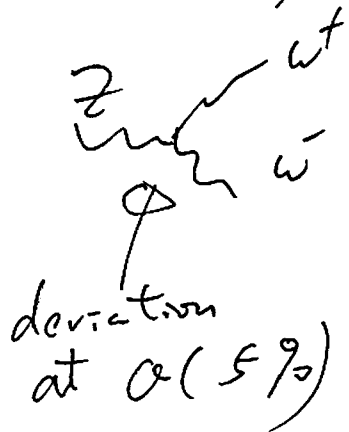 W+
Z
W-
deviation
at O(5%)